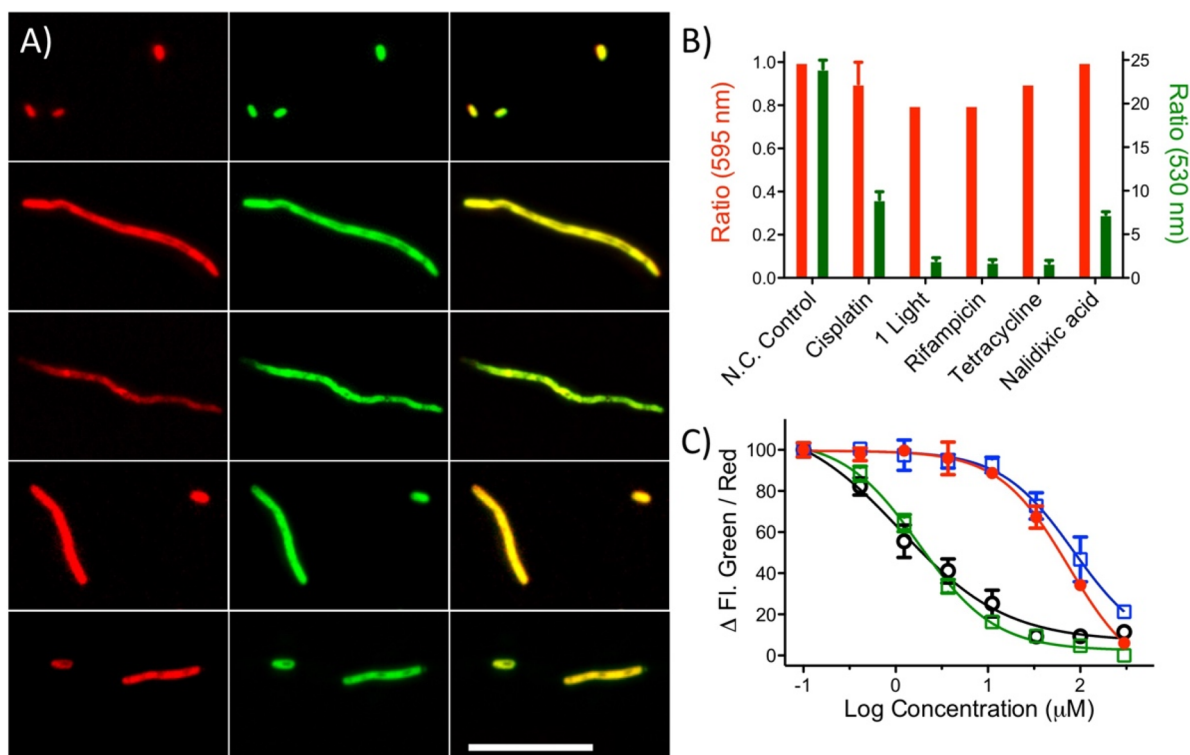 A)
B)
Ratio (595 nm)
1.0
0.8
0.6
0.4
0.2
0.0
25
20
15
10
5
0
Ratio (530 nm)
N.C. Control
Cisplatin
1 Light
Rifampicin
Tetracycline
Nalidixic acid
C)
Δ Fl. Green / Red
100
80
60
40
20
0
-1
0
1
2
Log Concentration (μM)